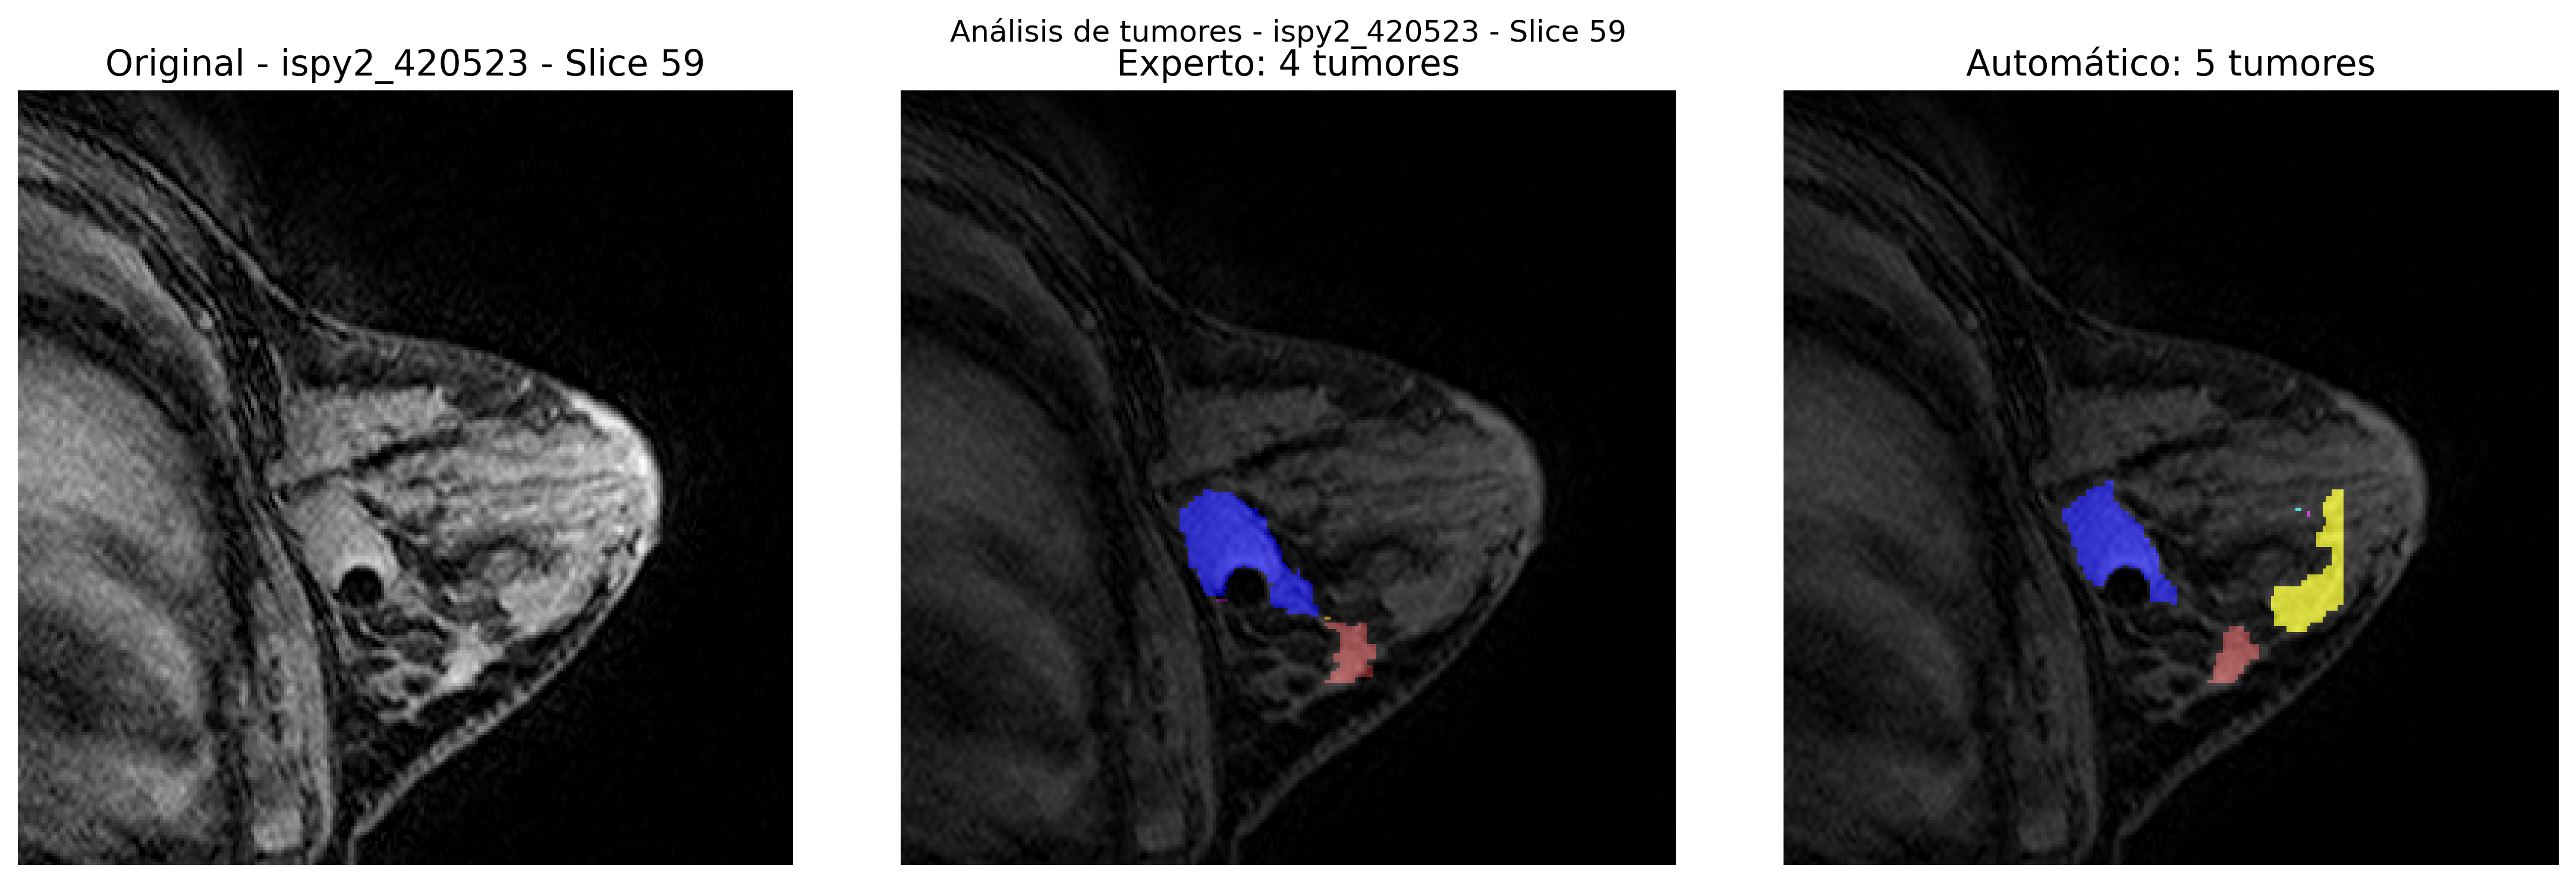 Análisis de tumores - ispy2_420523 - Slice 59
Original - ispy2_420523 - Slice 59
Experto: 4 tumores
Automático: 5 tumores